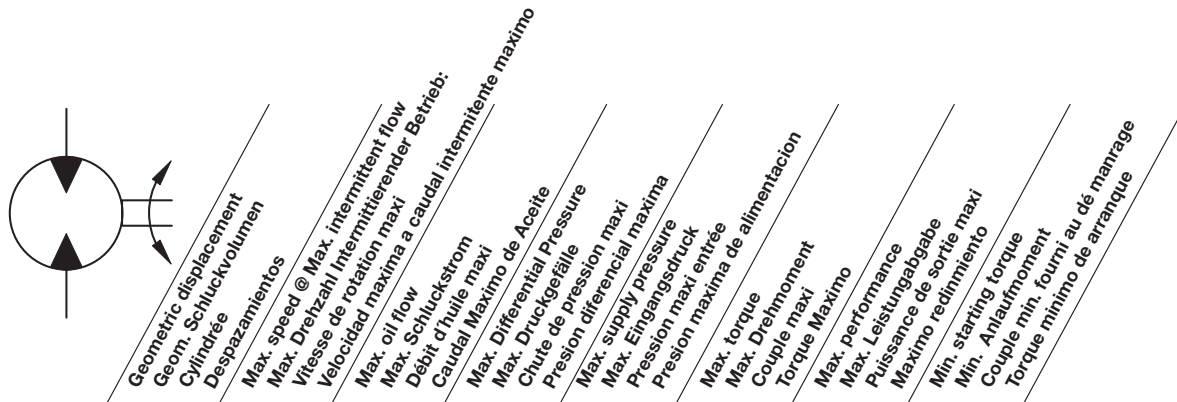 Geometric displacement
Geom. Schluckvolumen
Cylindrée
Despazamientos
Max. speed @ Max. intermittent flow
Max. Drehzahl Intermittierender Betrieb:
Vitesse de rotation maxi
Velocidad maxima a caudal intermitente maximo
Max. oil flow
Max. Schluckstrom
Débit d'huile maxi
Caudal Maximo de Aceite
Max. Differential Pressure
Max. Druckgefälle
Chute de pression maxi
Presion diferencial maxima
Max. supply pressure
Max. Eingangsdruck
Pression maxi entrée
Presion maxima de alimentacion
Max. torque
Max. Drehmoment
Couple maxi
Torque Maximo
Max. performance
Max. Leistungabgabe
Puissance de sortie maxi
Maximo redimiento
Min. starting torque
Min. Anlaufmoment
Couple min. fourni au dé manrage
Torque minimo de arranque